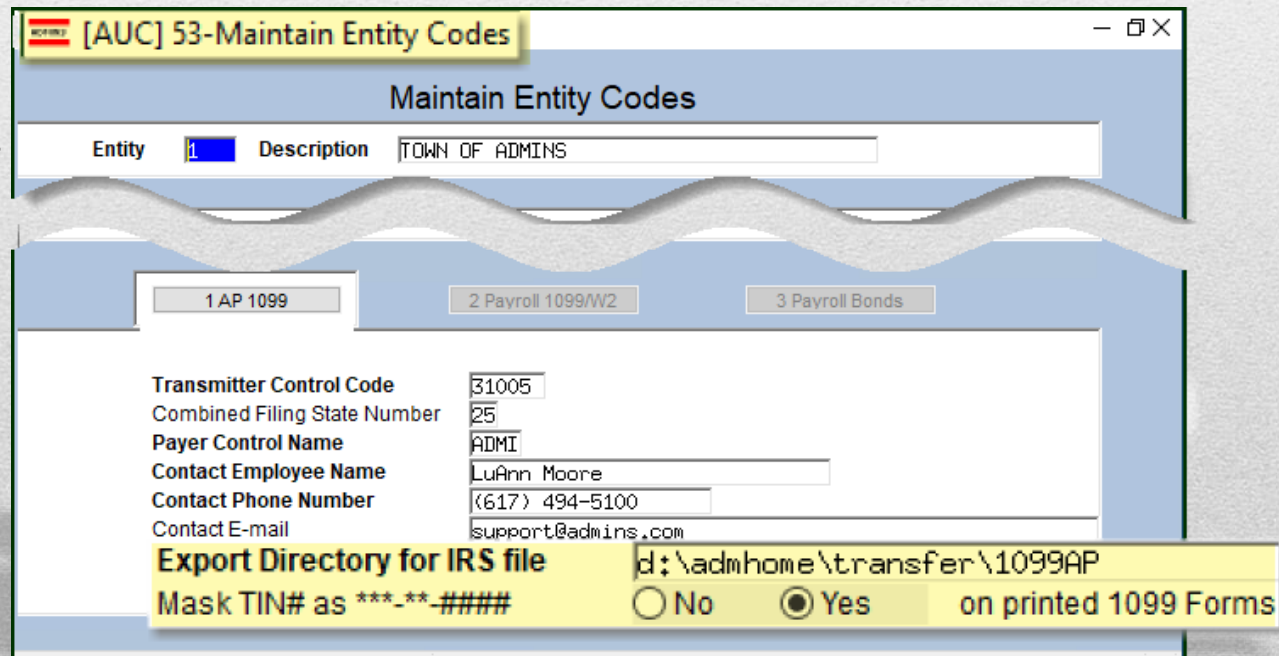 [AUC] 53-Maintain Entity Codes
Maintain Entity Codes
Entity 1 Description TOWN OF ADMINS
1 AP 1099 2 Payroll 1099/W2 3 Payroll Bonds
Transmitter Control Code 31005
Combined Filing State Number 25
Payer Control Name ADMI
Contact Employee Name LuAnn Moore
Contact Phone Number (617) 494-5100
Contact E-mail support@admins.com
Export Directory for IRS file d:\admhome\transfer\1099AP
Mask TIN# as ***-**-#### No Yes on printed 1099 Forms